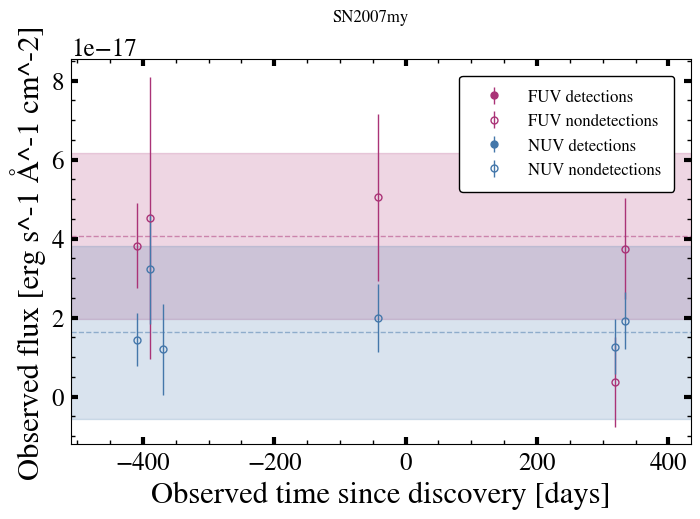 SN2007my
1e−17
Observed flux [erg s^-1 Å^-1 cm^-2]
8
6
4
2
0
FUV detections
FUV nondetections
NUV detections
NUV nondetections
−400
−200
0
200
400
Observed time since discovery [days]